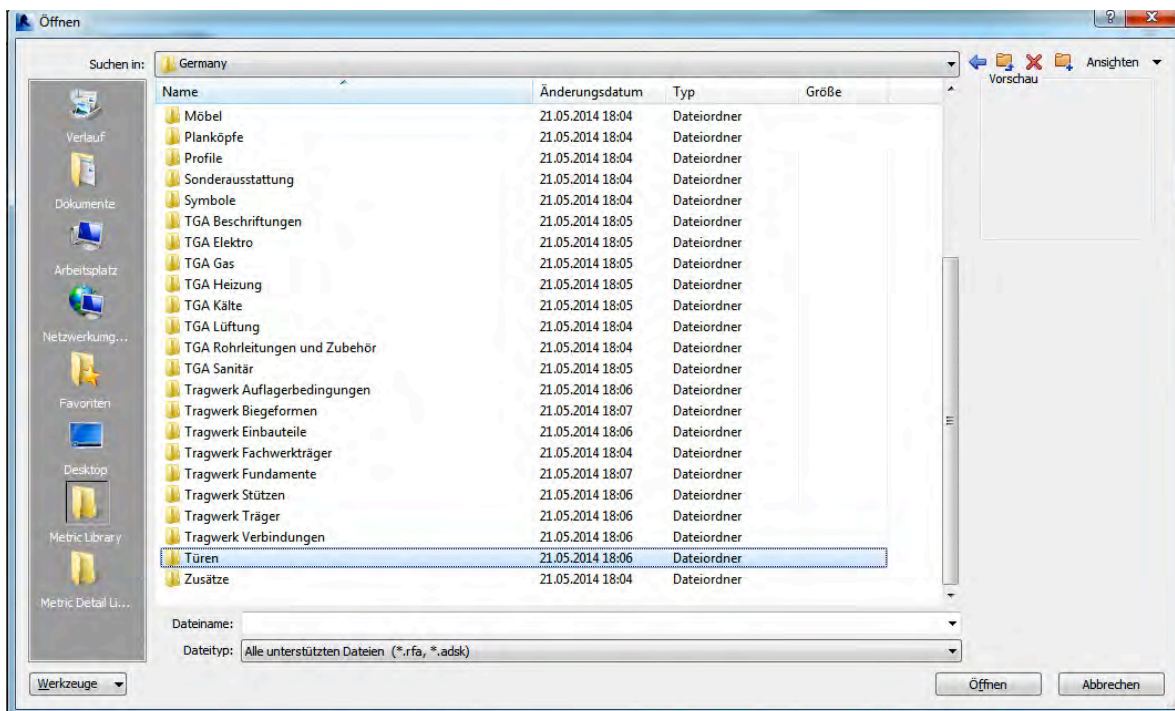 Öffnen
?
Suchen in: Germany Ansichten
Vorschau
Name Änderungsdatum Typ Größe
Möbel 21.05.2014 18:04 Dateiordner
Planköpfe 21.05.2014 18:04 Dateiordner
Profile 21.05.2014 18:04 Dateiordner
Sonderausstattung 21.05.2014 18:04 Dateiordner
Symbole 21.05.2014 18:04 Dateiordner
TGA Beschriftungen 21.05.2014 18:05 Dateiordner
TGA Elektro 21.05.2014 18:05 Dateiordner
TGA Gas 21.05.2014 18:05 Dateiordner
TGA Heizung 21.05.2014 18:05 Dateiordner
TGA Kälte 21.05.2014 18:05 Dateiordner
TGA Lüftung 21.05.2014 18:04 Dateiordner
TGA Rohrleitungen und Zubehör 21.05.2014 18:04 Dateiordner
TGA Sanitär 21.05.2014 18:05 Dateiordner
Tragwerk Auflagerbedingungen 21.05.2014 18:06 Dateiordner
Tragwerk Biegeformen 21.05.2014 18:07 Dateiordner
Tragwerk Einbauteile 21.05.2014 18:06 Dateiordner
Tragwerk Fachwerkträger 21.05.2014 18:04 Dateiordner
Tragwerk Fundamente 21.05.2014 18:07 Dateiordner
Tragwerk Stützen 21.05.2014 18:06 Dateiordner
Tragwerk Träger 21.05.2014 18:06 Dateiordner
Tragwerk Verbindungen 21.05.2014 18:06 Dateiordner
Türen 21.05.2014 18:06 Dateiordner
Zusätze 21.05.2014 18:04 Dateiordner
Verlauf
Dokumente
Arbeitsplatz
Netzwerkumg...
Favoriten
Desktop
Metric Library
Metric Detail Li...
Dateiname:
Dateityp: Alle unterstützten Dateien (*.rfa, *.adsk)
Werkzeuge Öffnen Abbrechen